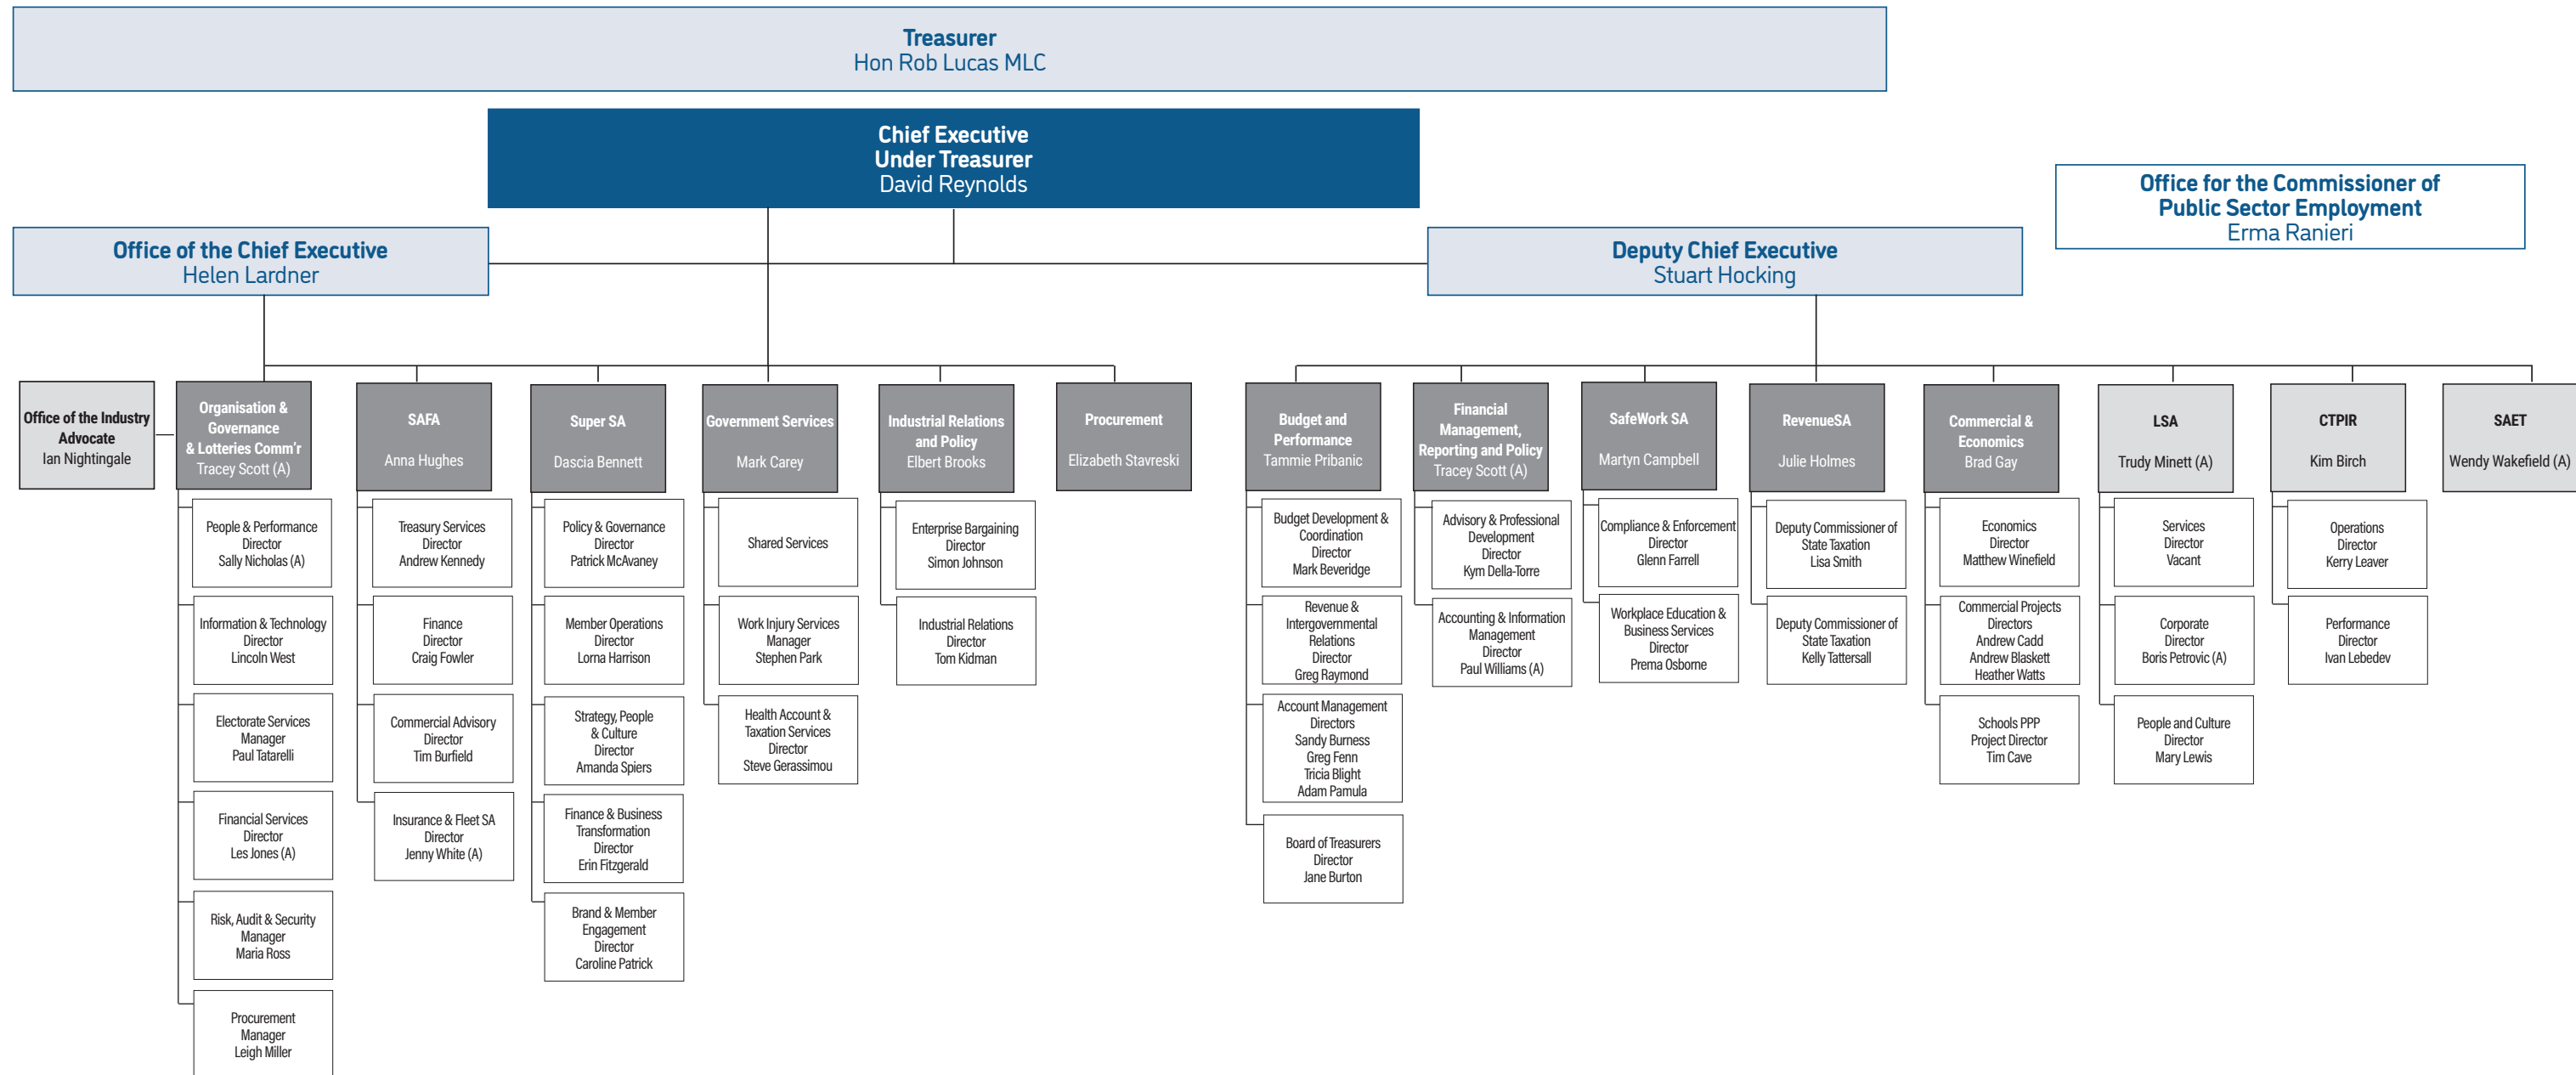 Treasurer
Hon Rob Lucas MLC
Chief Executive
Under Treasurer
David Reynolds
Office for the Commissioner of
Public Sector Employment
Erma Ranieri
Office of the Chief Executive
Helen Lardner
Deputy Chief Executive
Stuart Hocking
Office of the Industry
Advocate
Ian Nightingale
Organisation &
Governance
& Lotteries Comm'r
Tracey Scott (A)
SAFA
Anna Hughes
Super SA
Dascia Bennett
Government Services
Mark Carey
Industrial Relations
and Policy
Elbert Brooks
Procurement
Elizabeth Stavreski
Budget and
Performance
Tammie Pribanic
Financial
Management,
Reporting and Policy
Tracey Scott (A)
SafeWork SA
Martyn Campbell
RevenueSA
Julie Holmes
Commercial &
Economics
Brad Gay
LSA
Trudy Minett (A)
CTPIR
Kim Birch
SAET
Wendy Wakefield (A)
People & Performance
Director
Sally Nicholas (A)
Information & Technology
Director
Lincoln West
Electorate Services
Manager
Paul Tatarelli
Financial Services
Director
Les Jones (A)
Risk, Audit & Security
Manager
Maria Ross
Procurement
Manager
Leigh Miller
Treasury Services
Director
Andrew Kennedy
Finance
Director
Craig Fowler
Commercial Advisory
Director
Tim Burfield
Insurance & Fleet SA
Director
Jenny White (A)
Policy & Governance
Director
Patrick McAvaney
Member Operations
Director
Lorna Harrison
Strategy, People
& Culture
Director
Amanda Spiers
Finance & Business
Transformation
Director
Erin Fitzgerald
Brand & Member
Engagement
Director
Caroline Patrick
Shared Services
Work Injury Services
Manager
Stephen Park
Health Account &
Taxation Services
Director
Steve Gerassimou
Enterprise Bargaining
Director
Simon Johnson
Industrial Relations
Director
Tom Kidman
Budget Development &
Coordination
Director
Mark Beveridge
Revenue &
Intergovernmental
Relations
Director
Greg Raymond
Account Management
Directors
Sandy Burness
Greg Fenn
Tricia Blight
Adam Pamula
Board of Treasurers
Director
Jane Burton
Advisory & Professional
Development
Director
Kym Della-Torre
Accounting & Information
Management
Director
Paul Williams (A)
Compliance & Enforcement
Director
Glenn Farrell
Workplace Education &
Business Services
Director
Prema Osborne
Deputy Commissioner of
State Taxation
Lisa Smith
Deputy Commissioner of
State Taxation
Kelly Tattersall
Economics
Director
Matthew Winefield
Commercial Projects
Directors
Andrew Cadd
Andrew Blaskett
Heather Watts
Schools PPP
Project Director
Tim Cave
Services
Director
Vacant
Corporate
Director
Boris Petrovic (A)
People and Culture
Director
Mary Lewis
Operations
Director
Kerry Leaver
Performance
Director
Ivan Lebedev